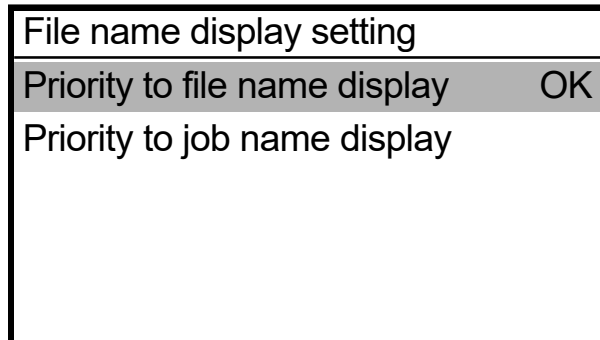 File name display setting
Priority to file name display OK
Priority to job name display